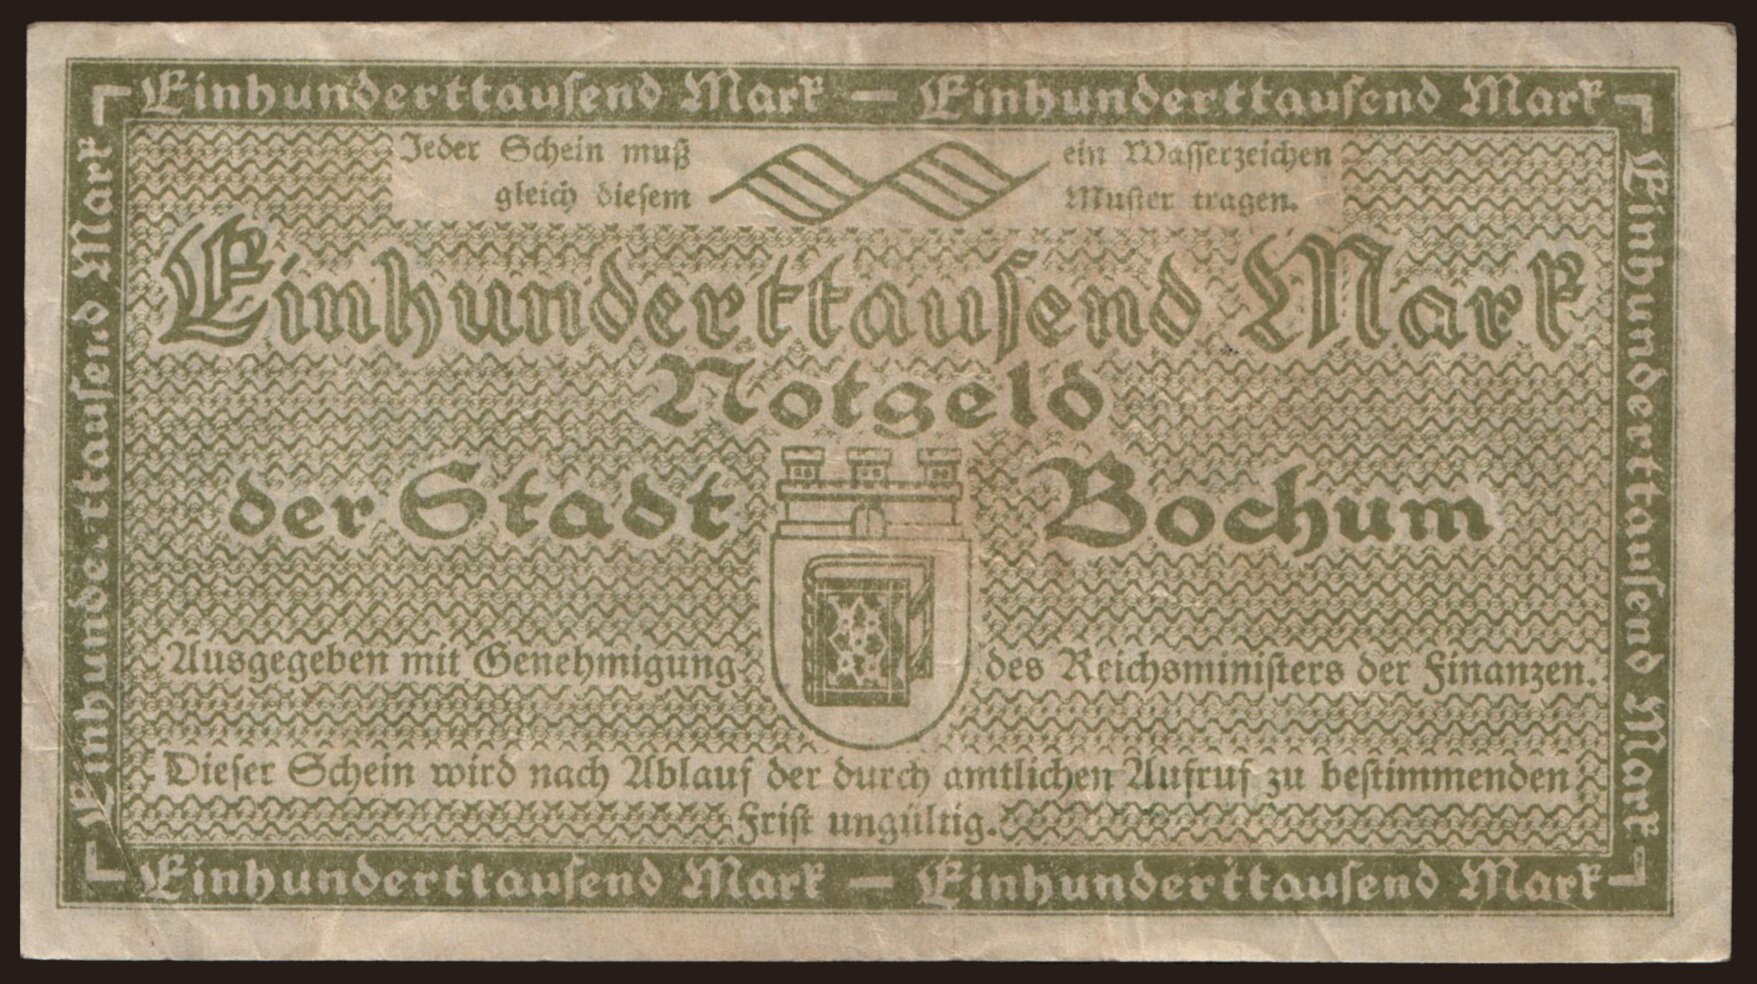 Einhunderttausend Mark — Einhunderttausend Mark
Jeder Schein muß ein Wasserzeichen
gleich diesem Muster tragen.
Einhunderttausend Mark
Notgeld
der Stadt Bochum
Ausgegeben mit Genehmigung des Reichsministers der Finanzen.
Dieser Schein wird nach Ablauf der durch amtlichen Aufruf zu bestimmenden
Frist ungültig.
Einhunderttausend Mark
Einhunderttausend Mark
Einhunderttausend Mark — Einhunderttausend Mark